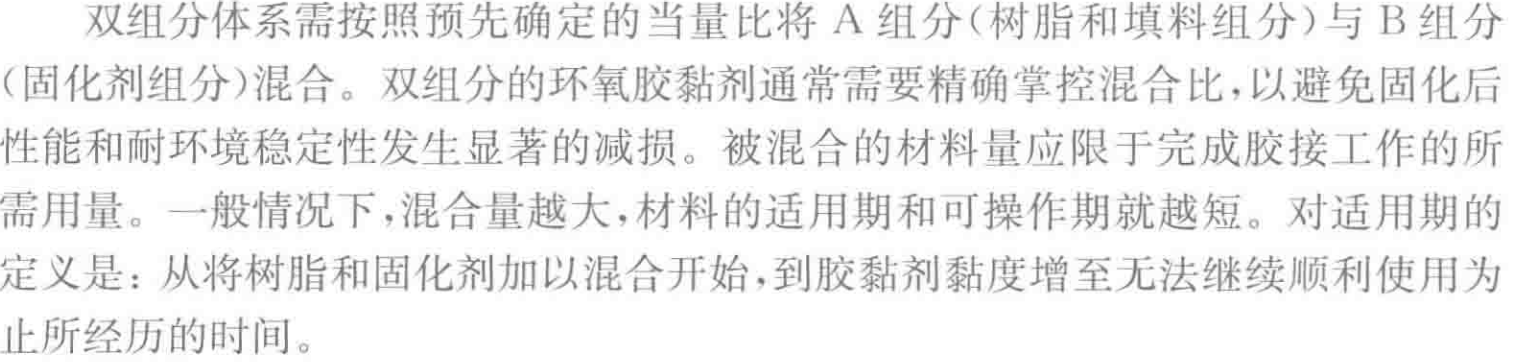 双组分体系需按照预先确定的当量比将 A 组分(树脂和填料组分)与 B 组分
(固化剂组分)混合。双组分的环氧胶黏剂通常需要精确掌控混合比,以避免固化后
性能和耐环境稳定性发生显著的减损。被混合的材料量应限于完成胶接工作的所
需用量。一般情况下,混合量越大,材料的适用期和可操作期就越短。对适用期的
定义是：从将树脂和固化剂加以混合开始,到胶黏剂黏度增至无法继续顺利使用为
止所经历的时间。